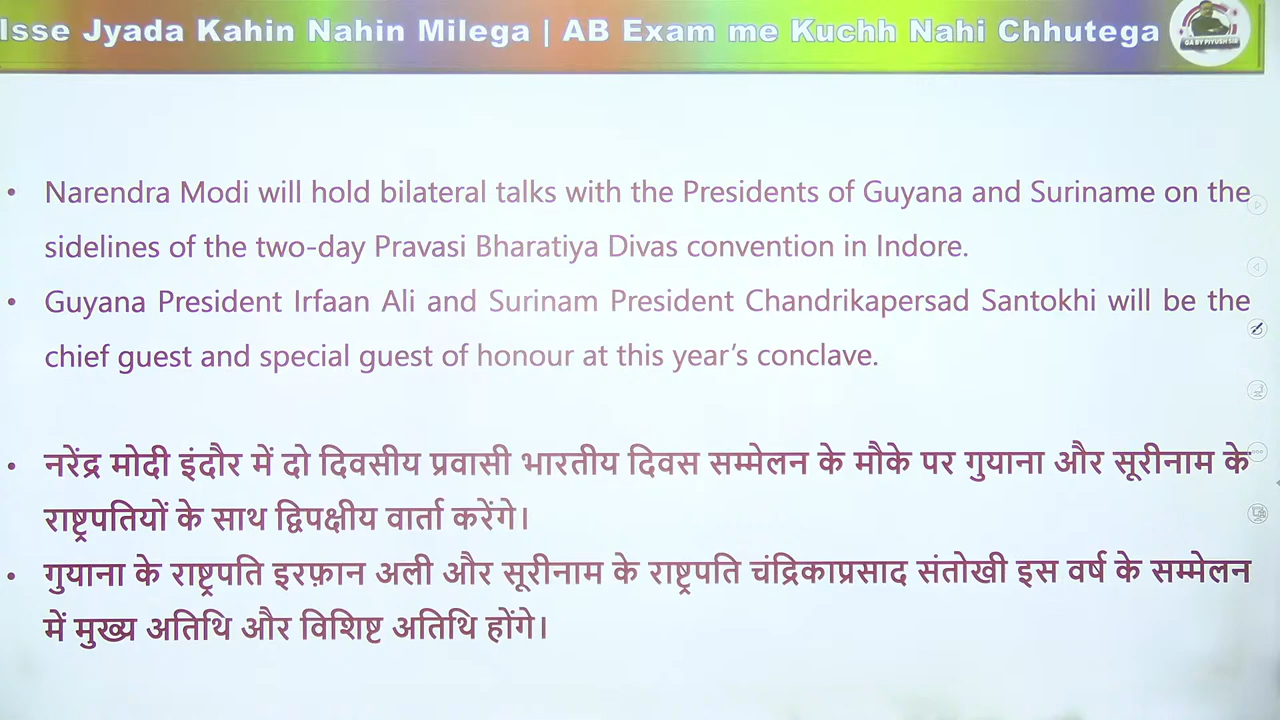 Isse Jyada Kahin Nahin Milega | AB Exam me Kuchh Nahi Chhutega
GA BY PIYUSH SIR
• Narendra Modi will hold bilateral talks with the Presidents of Guyana and Suriname on the
sidelines of the two-day Pravasi Bharatiya Divas convention in Indore.
• Guyana President Irfaan Ali and Surinam President Chandrikapersad Santokhi will be the
chief guest and special guest of honour at this year’s conclave.
• नरेंद्र मोदी इंदौर में दो दिवसीय प्रवासी भारतीय दिवस सम्मेलन के मौके पर गुयाना और सूरीनाम के
राष्ट्रपतियों के साथ द्विपक्षीय वार्ता करेंगे।
• गुयाना के राष्ट्रपति इरफ़ान अली और सूरीनाम के राष्ट्रपति चंद्रिकाप्रसाद संतोखी इस वर्ष के सम्मेलन
में मुख्य अतिथि और विशिष्ट अतिथि होंगे।